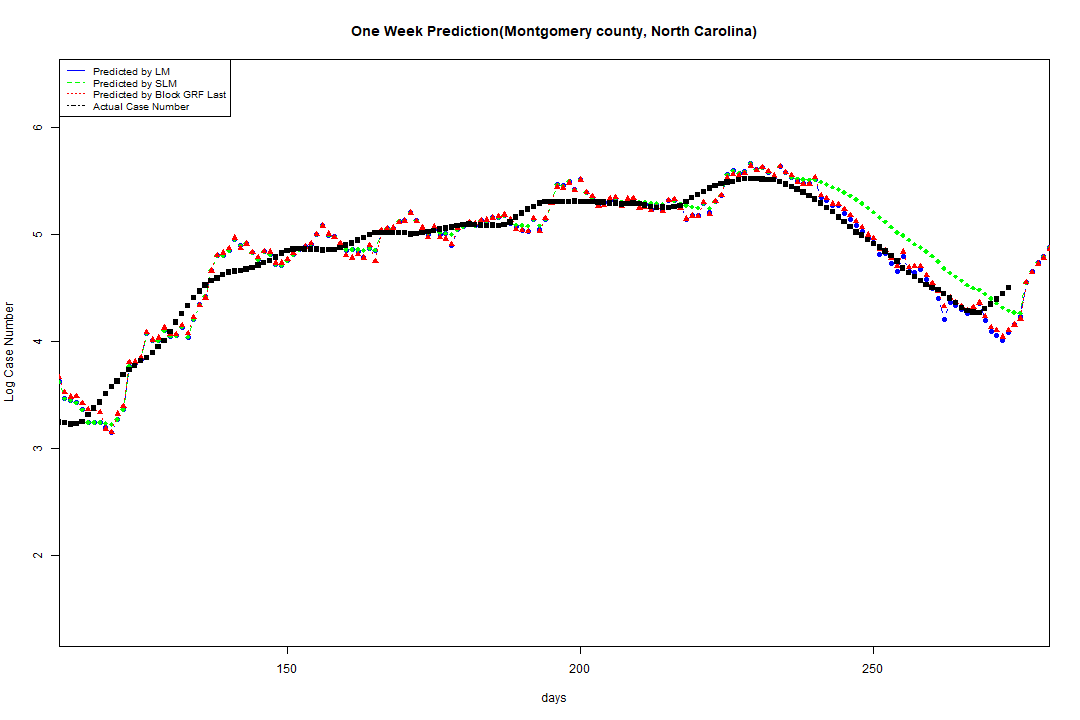 One Week Prediction(Montgomery county, North Carolina)
Predicted by LM
Predicted by SLM
Predicted by Block GRF Last
Actual Case Number
6
5
4
3
2
Log Case Number
150
200
250
days